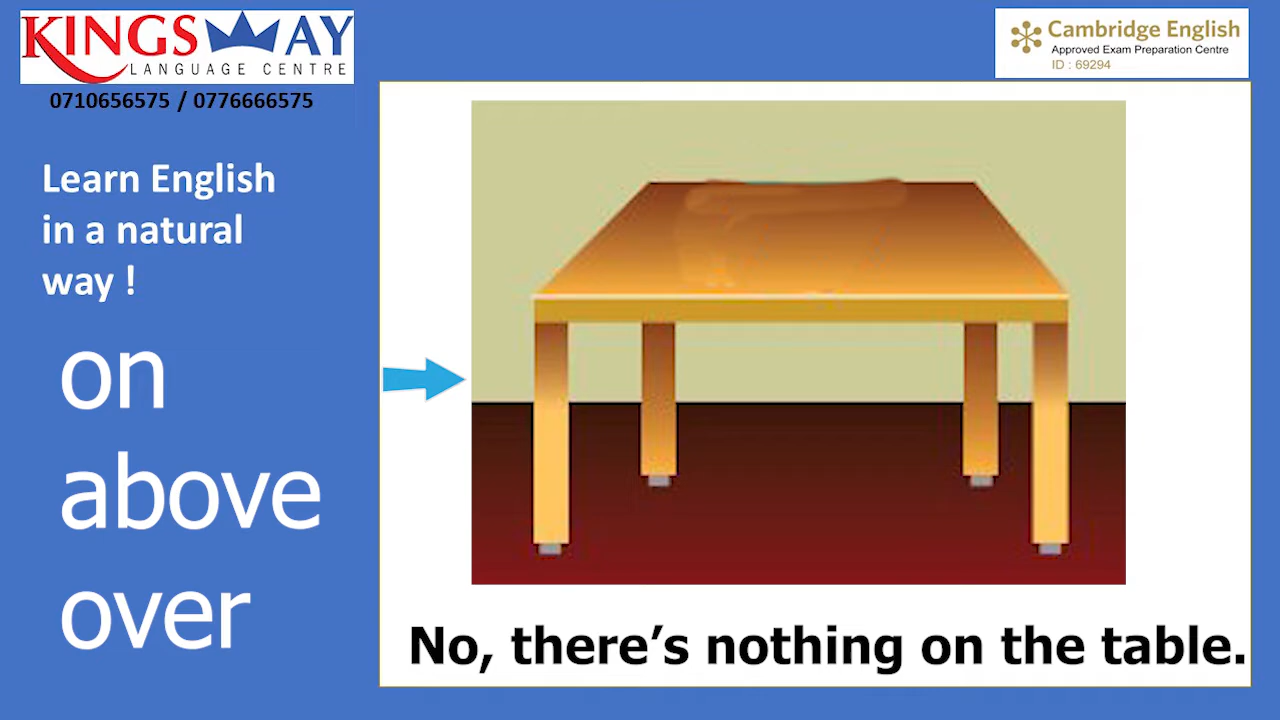 KINGSWAY
LANGUAGE CENTRE
0710656575 / 0776666575
Cambridge English
Approved Exam Preparation Centre
ID : 69294
Learn English
in a natural
way !
on
above
over
No, there’s nothing on the table.